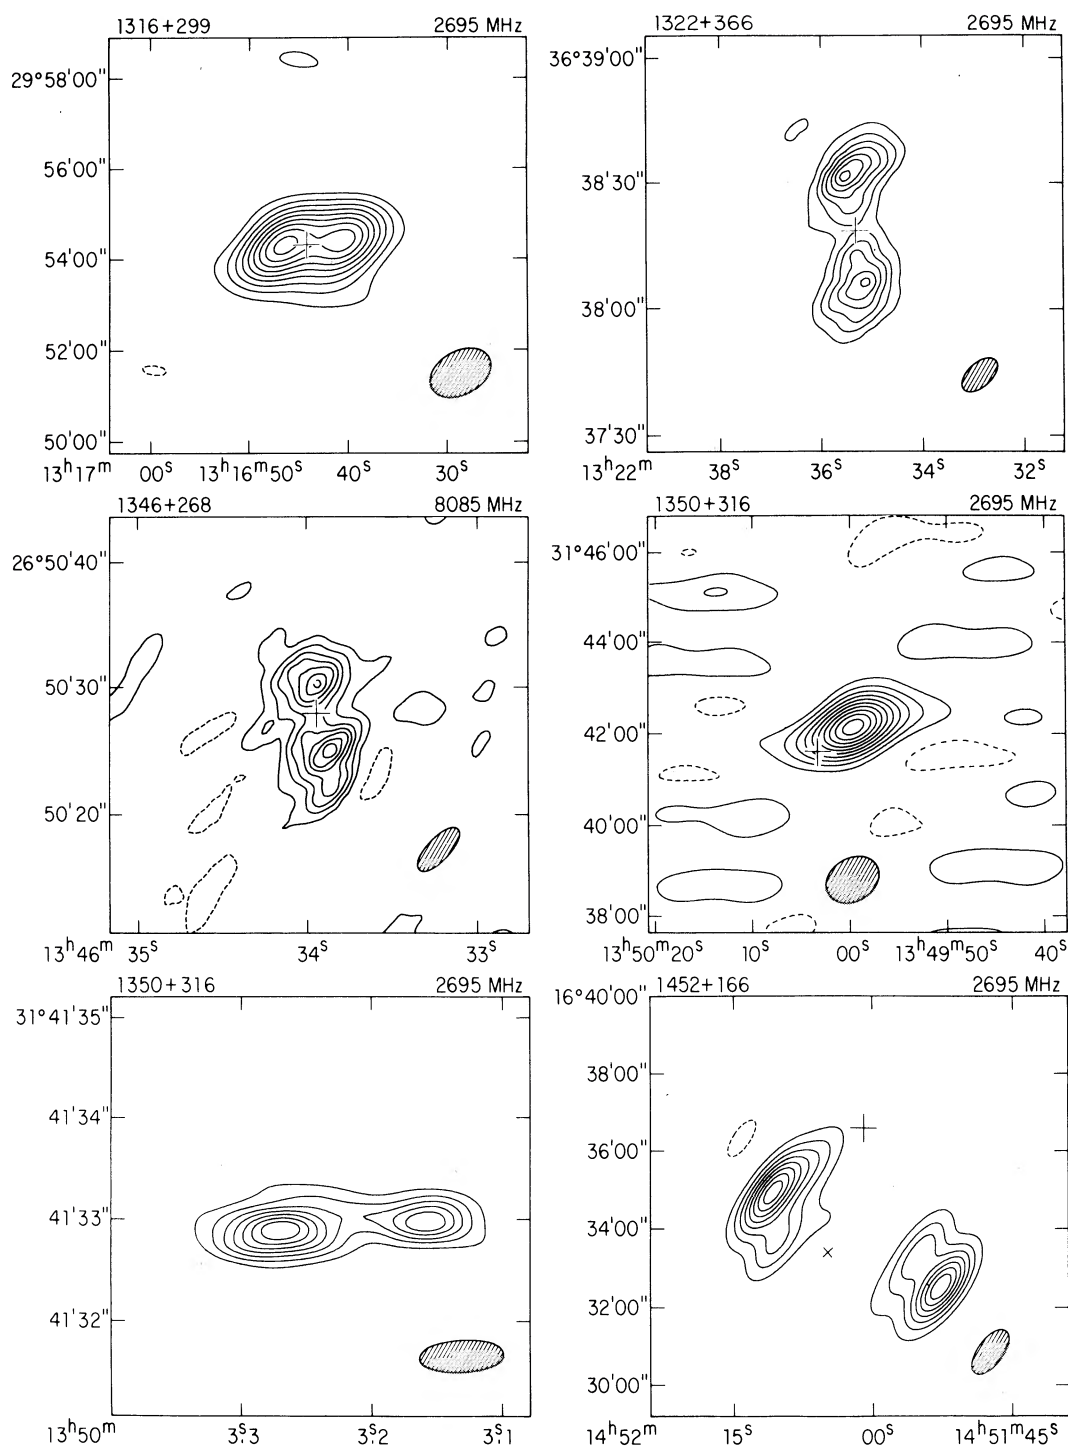 1316+299 2695 MHz
29°58'00"
56'00"
54'00"
52'00"
50'00"
13ʰ17ᵐ 00ˢ 13ʰ16ᵐ50ˢ 40ˢ 30ˢ
1322+366 2695 MHz
36°39'00"
38'30"
38'00"
37'30"
13ʰ22ᵐ 38ˢ 36ˢ 34ˢ 32ˢ
1346+268 8085 MHz
26°50'40"
50'30"
50'20"
13ʰ46ᵐ 35ˢ 34ˢ 33ˢ
1350+316 2695 MHz
31°46'00"
44'00"
42'00"
40'00"
38'00"
13ʰ50ᵐ20ˢ 10ˢ 00ˢ 13ʰ49ᵐ50ˢ 40ˢ
1350+316 2695 MHz
31°41'35"
41'34"
41'33"
41'32"
13ʰ50ᵐ 3ˢ.3 3ˢ.2 3ˢ.1
1452+166 2695 MHz
16°40'00"
38'00"
36'00"
34'00"
32'00"
30'00"
14ʰ52ᵐ 15ˢ 00ˢ 14ʰ51ᵐ45ˢ